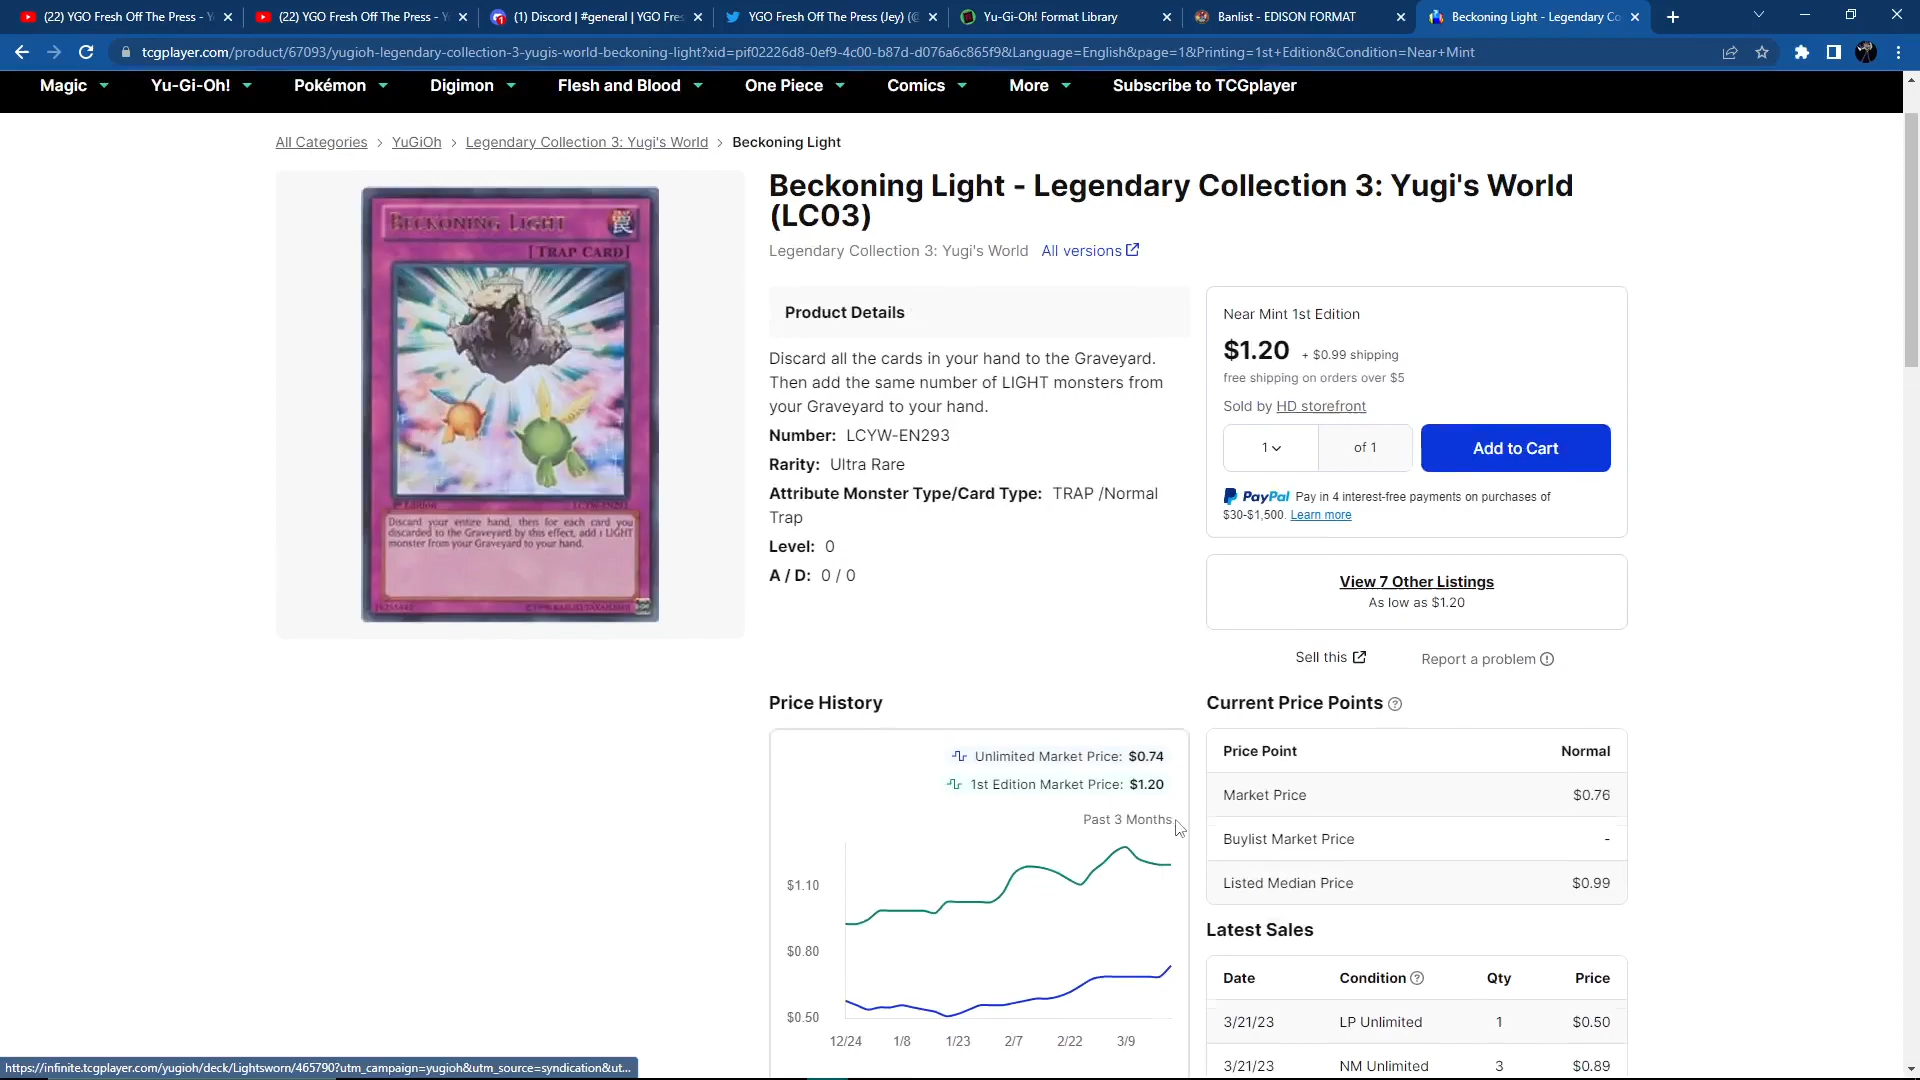 (22) YGO Fresh Off The Press - Y
(22) YGO Fresh Off The Press - Y
(1) Discord | #general | YGO Fres
YGO Fresh Off The Press (Jey) (@
Yu-Gi-Oh! Format Library
Banlist - EDISON FORMAT
Beckoning Light - Legendary Co
tcgplayer.com/product/67093/yugioh-legendary-collection-3-yugis-world-beckoning-light?xid=pif02226d8-0ef9-4c00-b87d-d076a6c865f9&Language=English&page=1&Printing=1st+Edition&Condition=Near+Mint
Magic Yu-Gi-Oh! Pokémon Digimon Flesh and Blood One Piece Comics More Subscribe to TCGplayer
All Categories > YuGiOh > Legendary Collection 3: Yugi's World > Beckoning Light
BECKONING LIGHT
[TRAP CARD]
1st Edition
LCYW-EN293
Discard your entire hand, then for each card you
discarded to the Graveyard by this effect, add 1 LIGHT
monster from your Graveyard to your hand.
Beckoning Light - Legendary Collection 3: Yugi's World
(LC03)
Legendary Collection 3: Yugi's World All versions
Product Details
Discard all the cards in your hand to the Graveyard.
Then add the same number of LIGHT monsters from
your Graveyard to your hand.
Number: LCYW-EN293
Rarity: Ultra Rare
Attribute Monster Type/Card Type: TRAP /Normal
Trap
Level: 0
A / D: 0 / 0
Near Mint 1st Edition
$1.20 + $0.99 shipping
free shipping on orders over $5
Sold by HD storefront
1 of 1 Add to Cart
PayPal Pay in 4 interest-free payments on purchases of
$30-$1,500. Learn more
View 7 Other Listings
As low as $1.20
Sell this Report a problem
Price History
Unlimited Market Price: $0.74
1st Edition Market Price: $1.20
Past 3 Months
$1.10
$0.80
$0.50
12/24 1/8 1/23 2/7 2/22 3/9
Current Price Points
Price Point Normal
Market Price $0.76
Buylist Market Price -
Listed Median Price $0.99
Latest Sales
Date Condition Qty Price
3/21/23 LP Unlimited 1 $0.50
3/21/23 NM Unlimited 3 $0.89
https://infinite.tcgplayer.com/yugioh/deck/Lightsworn/465790?utm_campaign=yugioh&utm_source=syndication&ut...